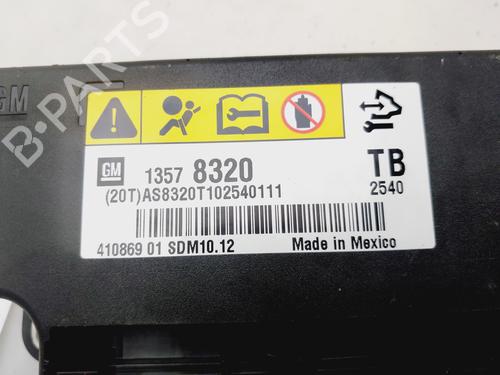 GM
B-PARTS
GM 1357 8320
TB
(20T)AS8320T102540111
2540
410869 01 SDM10.12
Made in Mexico